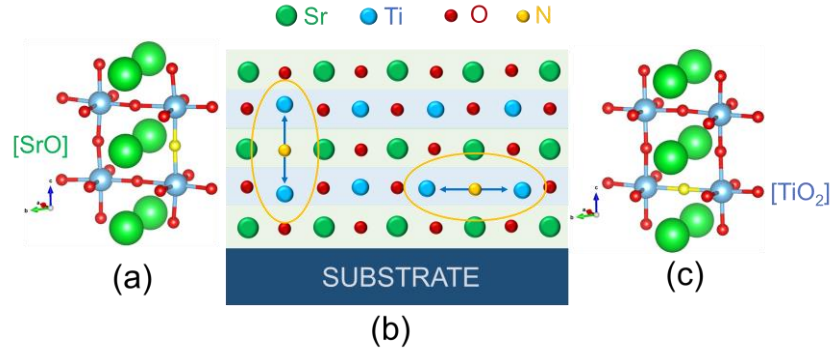 Sr Ti O N
[SrO]
[TiO₂]
SUBSTRATE
c
b
a
c
b
a
(a)
(b)
(c)